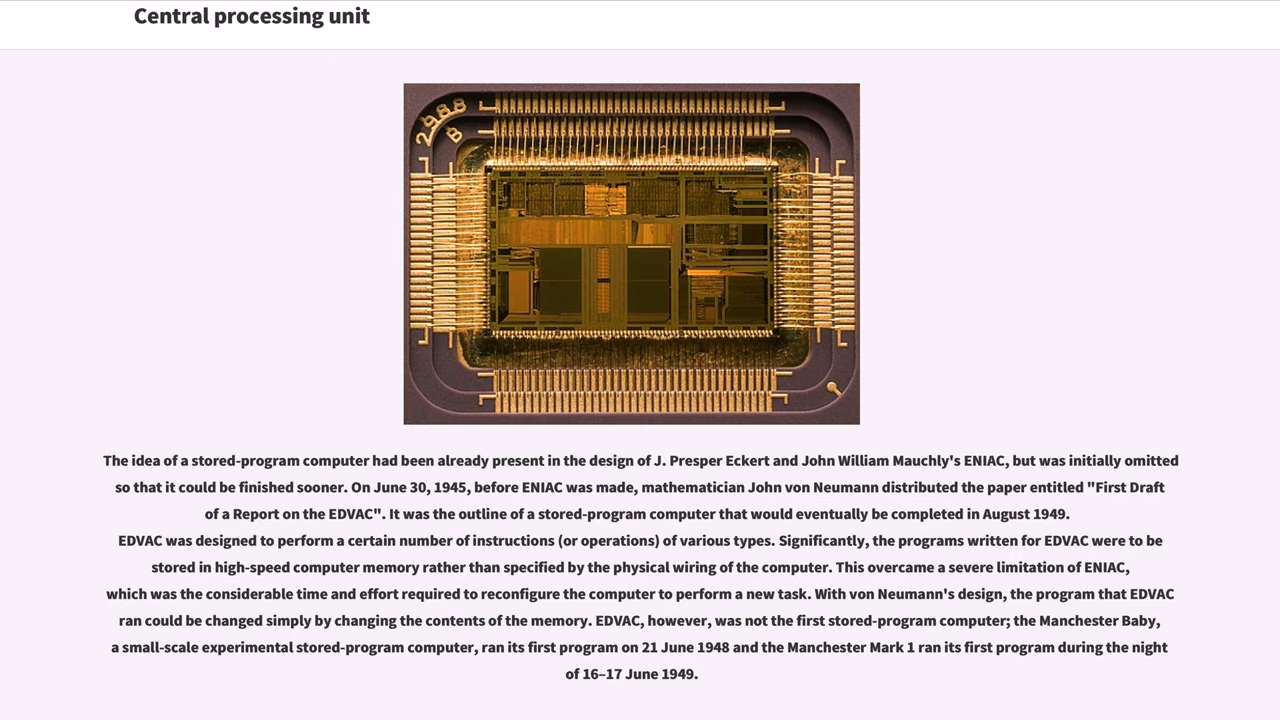 Central processing unit
2988
B
The idea of a stored-program computer had been already present in the design of J. Presper Eckert and John William Mauchly's ENIAC, but was initially omitted
so that it could be finished sooner. On June 30, 1945, before ENIAC was made, mathematician John von Neumann distributed the paper entitled "First Draft
of a Report on the EDVAC". It was the outline of a stored-program computer that would eventually be completed in August 1949.
EDVAC was designed to perform a certain number of instructions (or operations) of various types. Significantly, the programs written for EDVAC were to be
stored in high-speed computer memory rather than specified by the physical wiring of the computer. This overcame a severe limitation of ENIAC,
which was the considerable time and effort required to reconfigure the computer to perform a new task. With von Neumann's design, the program that EDVAC
ran could be changed simply by changing the contents of the memory. EDVAC, however, was not the first stored-program computer; the Manchester Baby,
a small-scale experimental stored-program computer, ran its first program on 21 June 1948 and the Manchester Mark 1 ran its first program during the night
of 16–17 June 1949.